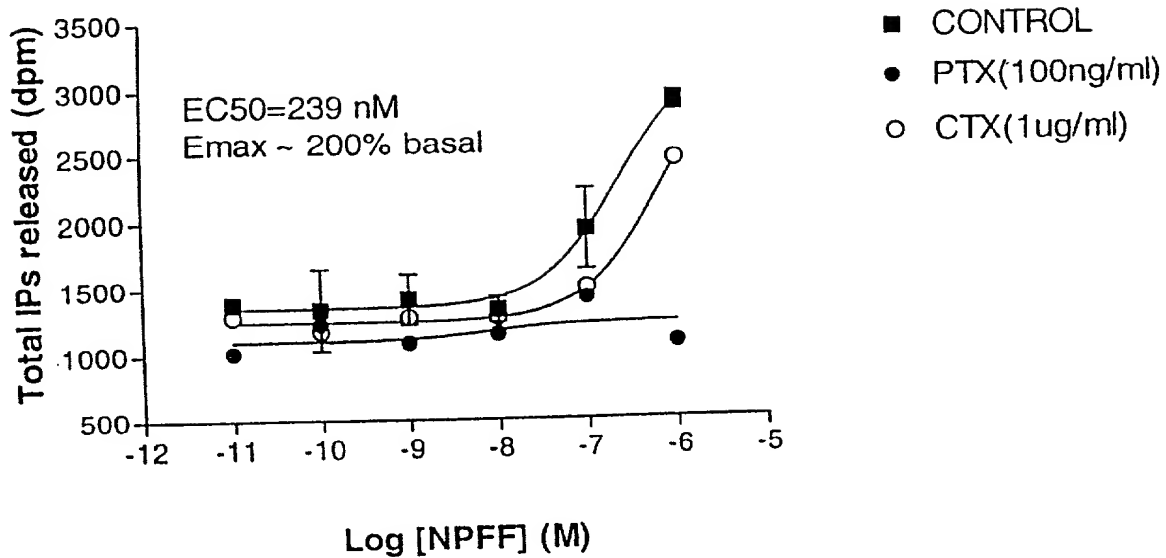 Total IPs released (dpm)
3500
3000
2500
2000
1500
1000
500
EC50=239 nM
Emax ~ 200% basal
CONTROL
PTX(100ng/ml)
CTX(1ug/ml)
-12
-11
-10
-9
-8
-7
-6
-5
Log [NPFF] (M)